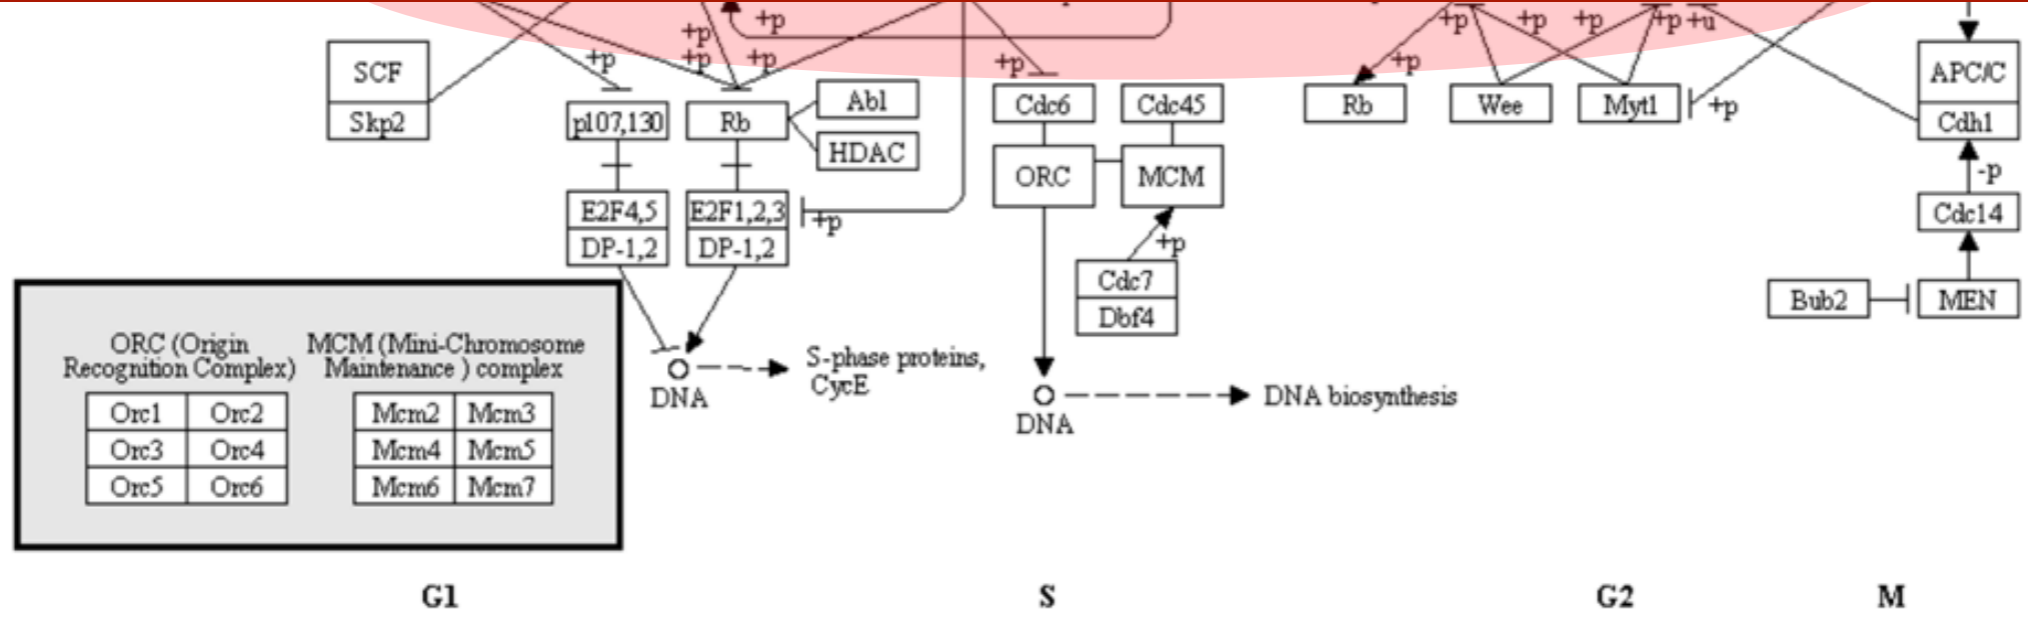 +p
+p
+p
+p
+p
+p
+p
+u
+p
+p
+p
+p
+p
SCF
Skp2
p107,130
Rb
Abl
HDAC
Cdc6
Cdc45
Rb
Wee
Myt1
+p
APC/C
Cdh1
ORC
MCM
-p
E2F4,5
DP-1,2
E2F1,2,3
DP-1,2
+p
+p
Cdc14
Cdc7
Dbf4
Bub2
MEN
ORC (Origin
Recognition Complex)
MCM (Mini-Chromosome
Maintenance ) complex
Orc1 Orc2
Orc3 Orc4
Orc5 Orc6
Mcm2 Mcm3
Mcm4 Mcm5
Mcm6 Mcm7
DNA
S-phase proteins,
CycE
DNA
DNA biosynthesis
G1
S
G2
M